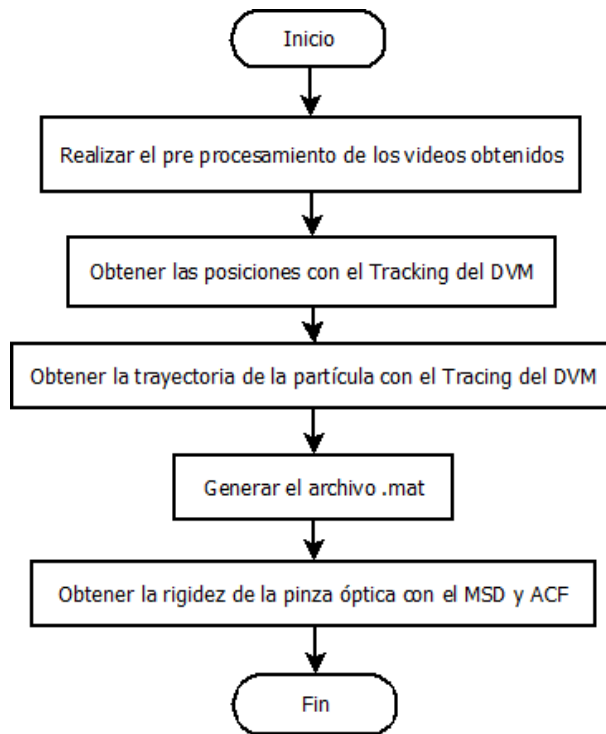 Inicio
Realizar el pre procesamiento de los videos obtenidos
Obtener las posiciones con el Tracking del DVM
Obtener la trayectoria de la partícula con el Tracing del DVM
Generar el archivo .mat
Obtener la rigidez de la pinza óptica con el MSD y ACF
Fin